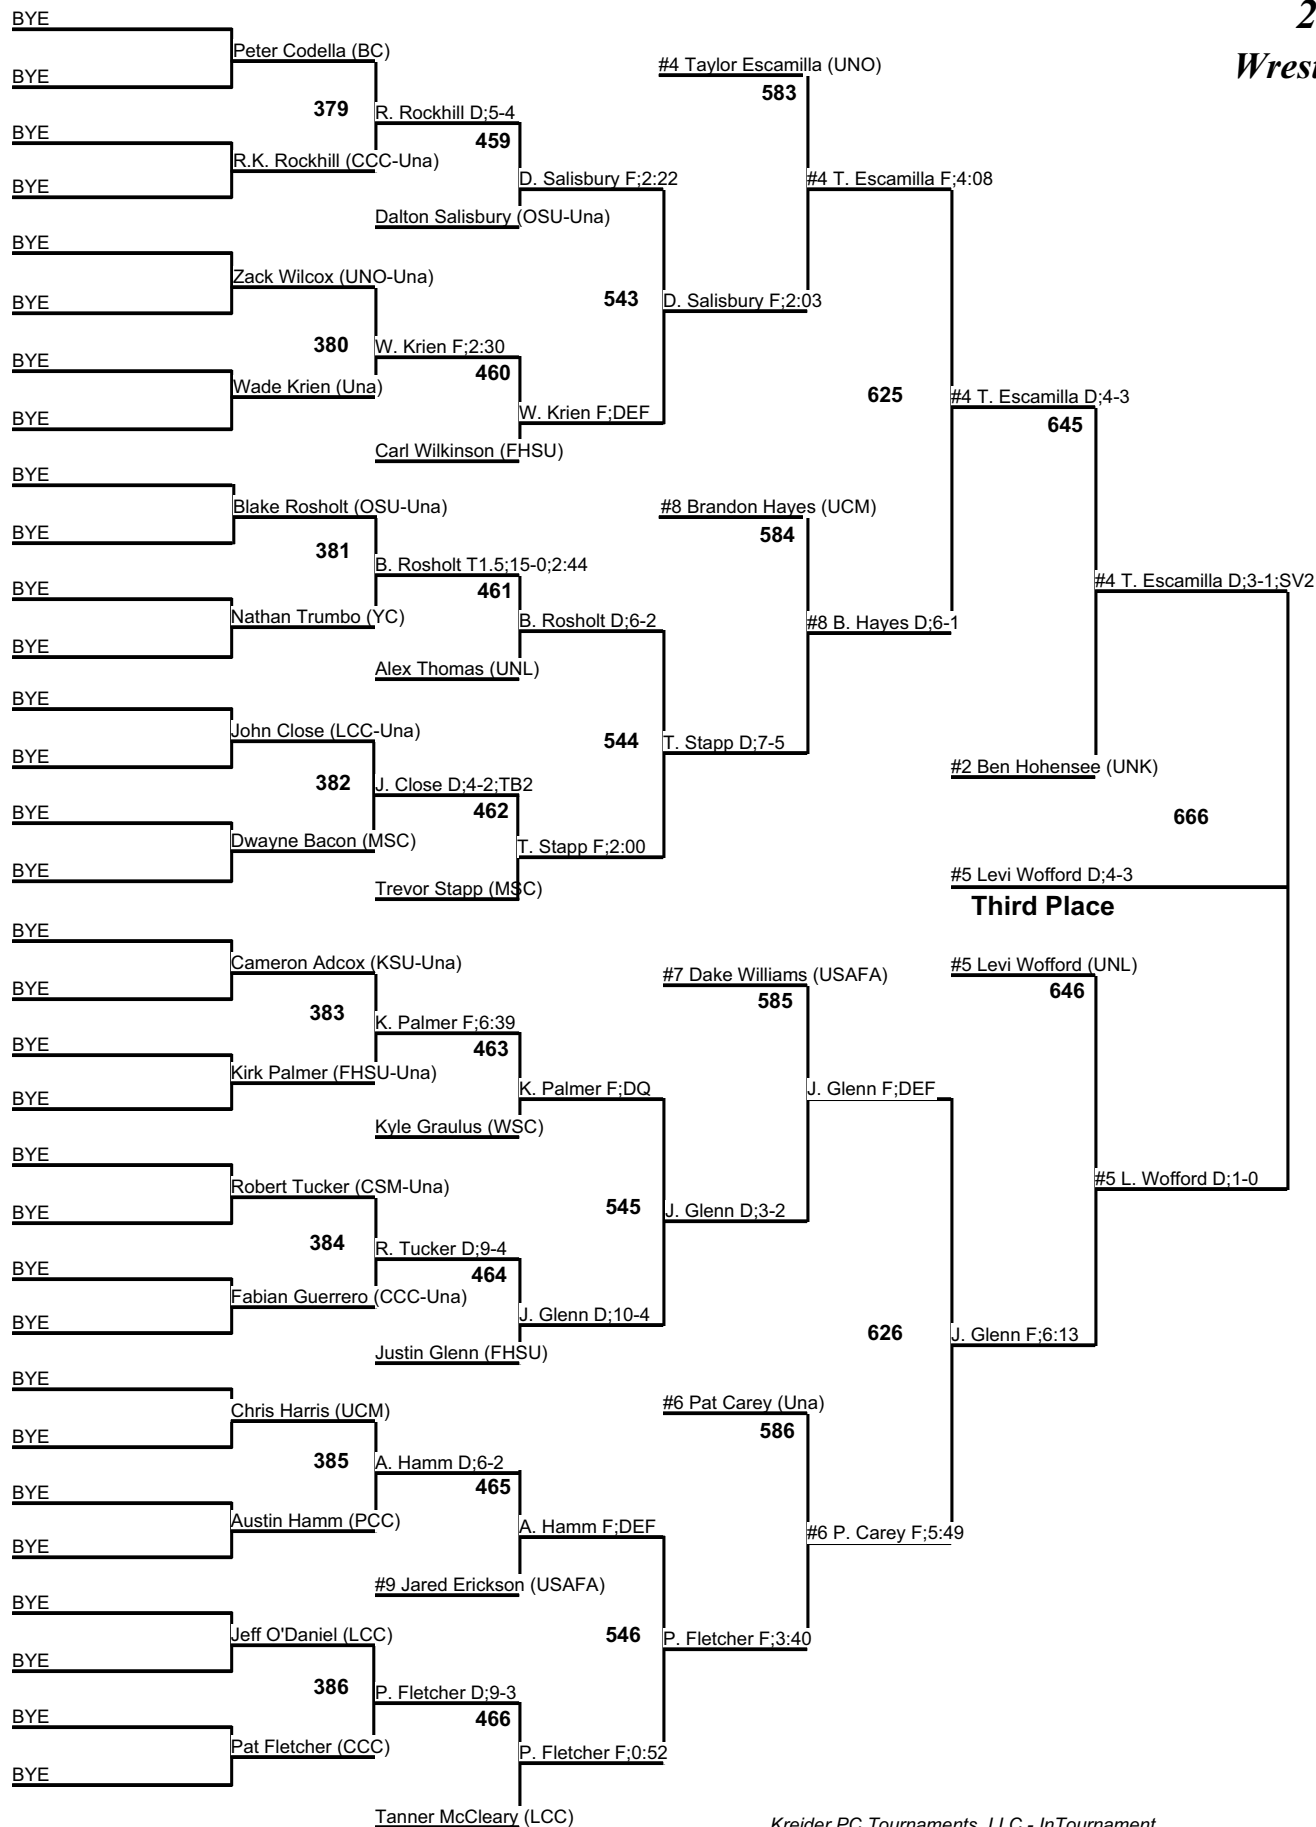 2
BYE
Peter Codella (BC)
#4 Taylor Escamilla (UNO)
Wrest
BYE
583
379
R. Rockhill D;5-4
BYE
459
R.K. Rockhill (CCC-Una)
BYE
D. Salisbury F;2:22
#4 T. Escamilla F;4:08
Dalton Salisbury (OSU-Una)
BYE
Zack Wilcox (UNO-Una)
BYE
543
D. Salisbury F;2:03
380
W. Krien F;2:30
BYE
460
Wade Krien (Una)
625
#4 T. Escamilla D;4-3
BYE
W. Krien F;DEF
645
Carl Wilkinson (FHSU)
BYE
Blake Rosholt (OSU-Una)
#8 Brandon Hayes (UCM)
BYE
584
381
B. Rosholt T1.5;15-0;2:44
BYE
461
#4 T. Escamilla D;3-1;SV2
Nathan Trumbo (YC)
B. Rosholt D;6-2
#8 B. Hayes D;6-1
BYE
Alex Thomas (UNL)
BYE
John Close (LCC-Una)
544
T. Stapp D;7-5
BYE
#2 Ben Hohensee (UNK)
382
J. Close D;4-2;TB2
BYE
462
666
Dwayne Bacon (MSC)
T. Stapp F;2:00
BYE
Trevor Stapp (MSC)
#5 Levi Wofford D;4-3
Third Place
BYE
Cameron Adcox (KSU-Una)
#7 Dake Williams (USAFA)
#5 Levi Wofford (UNL)
BYE
585
646
383
K. Palmer F;6:39
BYE
463
Kirk Palmer (FHSU-Una)
BYE
K. Palmer F;DQ
J. Glenn F;DEF
Kyle Graulus (WSC)
BYE
Robert Tucker (CSM-Una)
#5 L. Wofford D;1-0
BYE
545
J. Glenn D;3-2
384
R. Tucker D;9-4
BYE
464
Fabian Guerrero (CCC-Una)
BYE
J. Glenn D;10-4
626
J. Glenn F;6:13
Justin Glenn (FHSU)
BYE
Chris Harris (UCM)
#6 Pat Carey (Una)
BYE
586
385
A. Hamm D;6-2
BYE
465
Austin Hamm (PCC)
A. Hamm F;DEF
#6 P. Carey F;5:49
BYE
#9 Jared Erickson (USAFA)
BYE
Jeff O'Daniel (LCC)
546
P. Fletcher F;3:40
BYE
386
P. Fletcher D;9-3
BYE
466
Pat Fletcher (CCC)
P. Fletcher F;0:52
BYE
Tanner McCleary (LCC)
Kreider PC Tournaments, LLC - InTournament